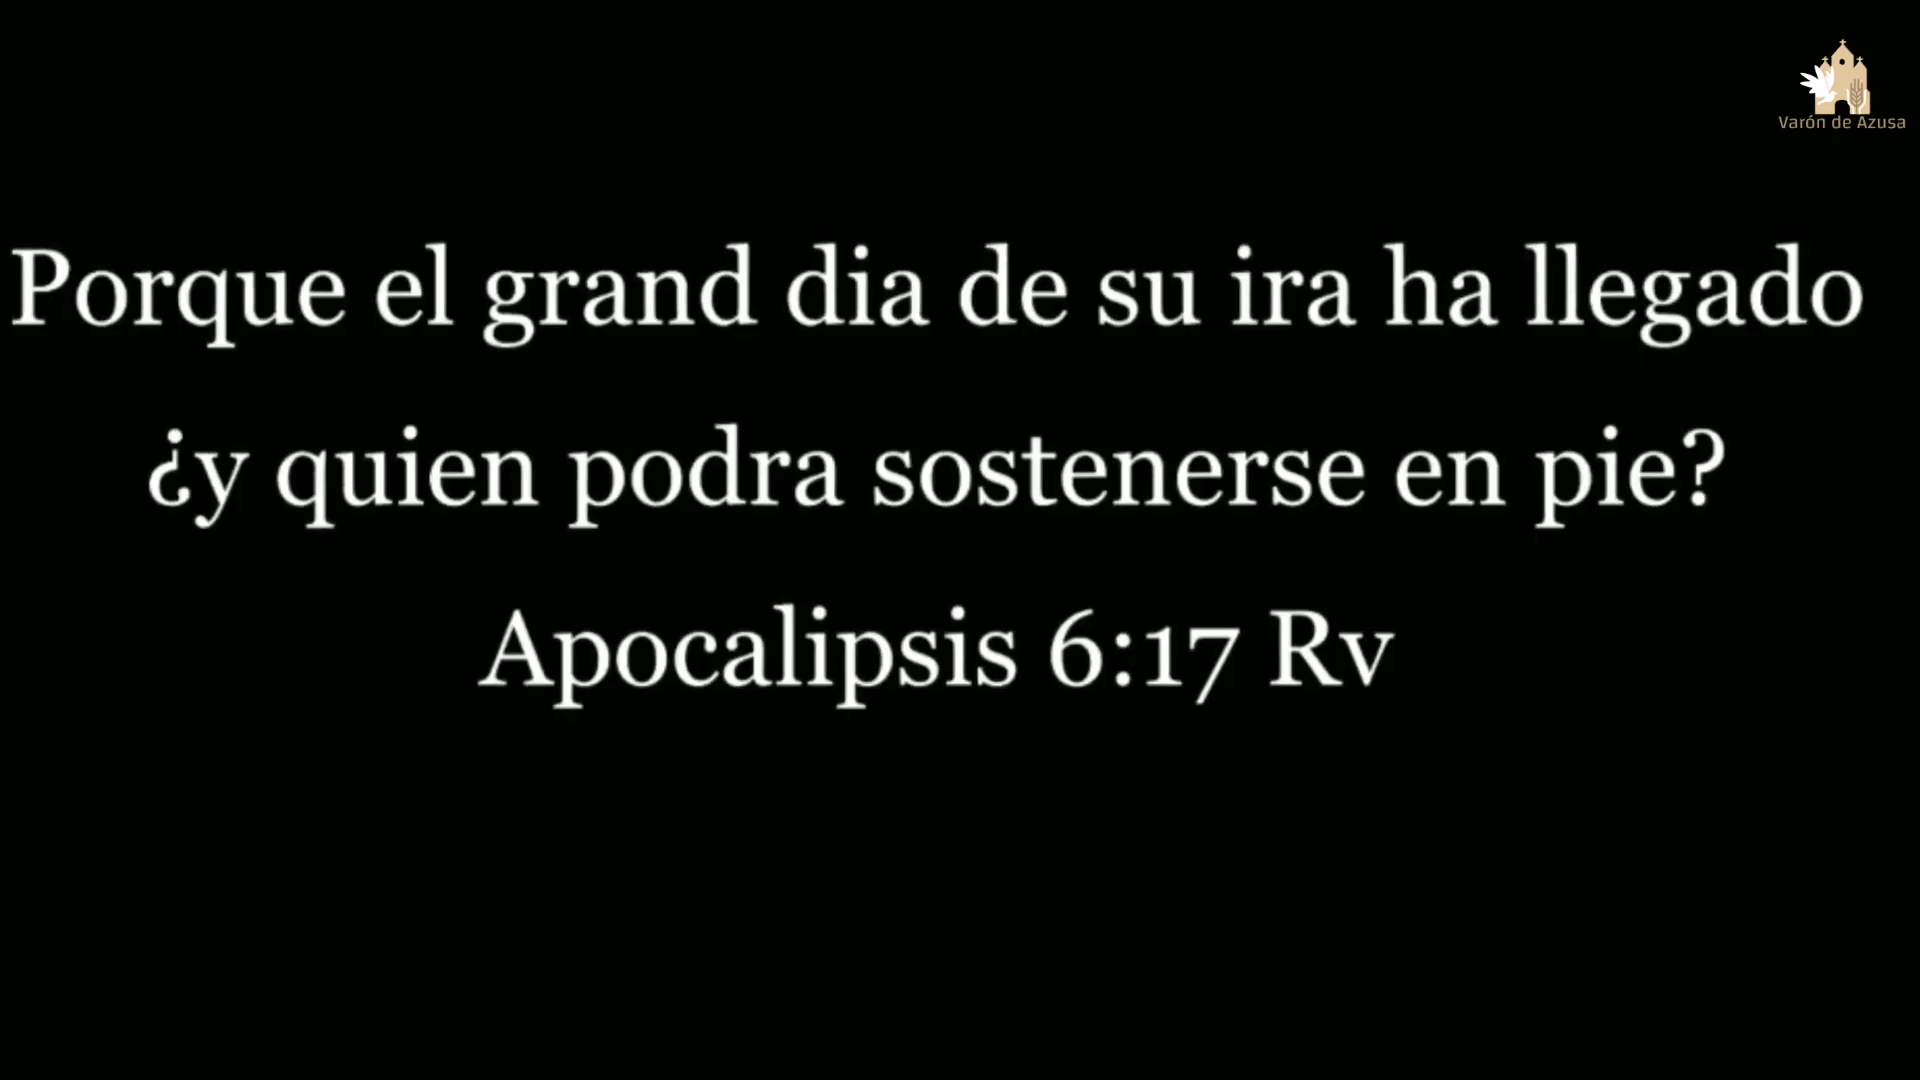 Varón de Azusa
Porque el grand dia de su ira ha llegado
¿y quien podra sostenerse en pie?
Apocalipsis 6:17 Rv